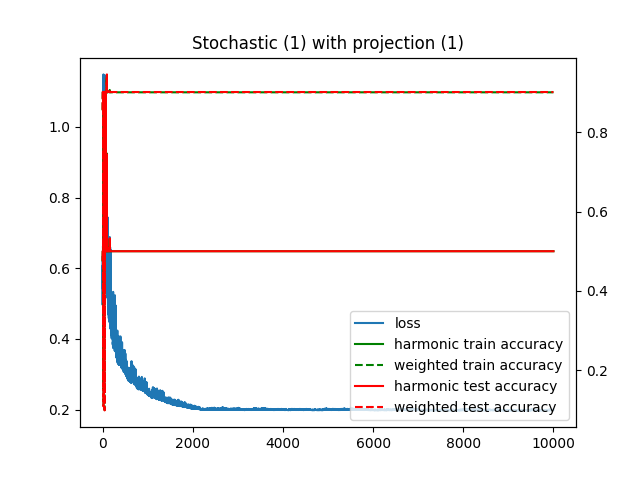 Stochastic (1) with projection (1)
1.0
0.8
0.6
0.4
0.2
0.8
0.6
0.4
0.2
loss
harmonic train accuracy
weighted train accuracy
harmonic test accuracy
weighted test accuracy
0 2000 4000 6000 8000 10000